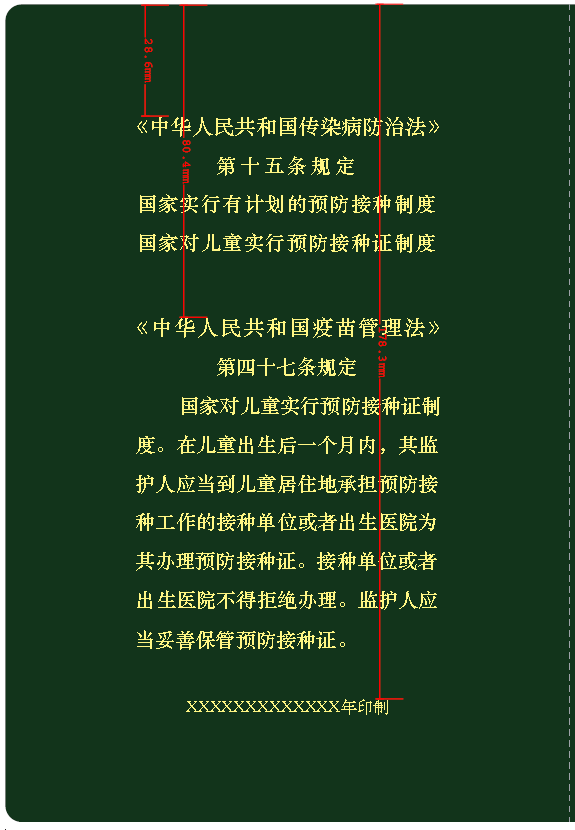 28.6mm
80.4mm
178.3mm
《中华人民共和国传染病防治法》
第十五条规定
国家实行有计划的预防接种制度
国家对儿童实行预防接种证制度
《中华人民共和国疫苗管理法》
第四十七条规定
国家对儿童实行预防接种证制
度。在儿童出生后一个月内，其监
护人应当到儿童居住地承担预防接
种工作的接种单位或者出生医院为
其办理预防接种证。接种单位或者
出生医院不得拒绝办理。监护人应
当妥善保管预防接种证。
XXXXXXXXXXXXX年印制